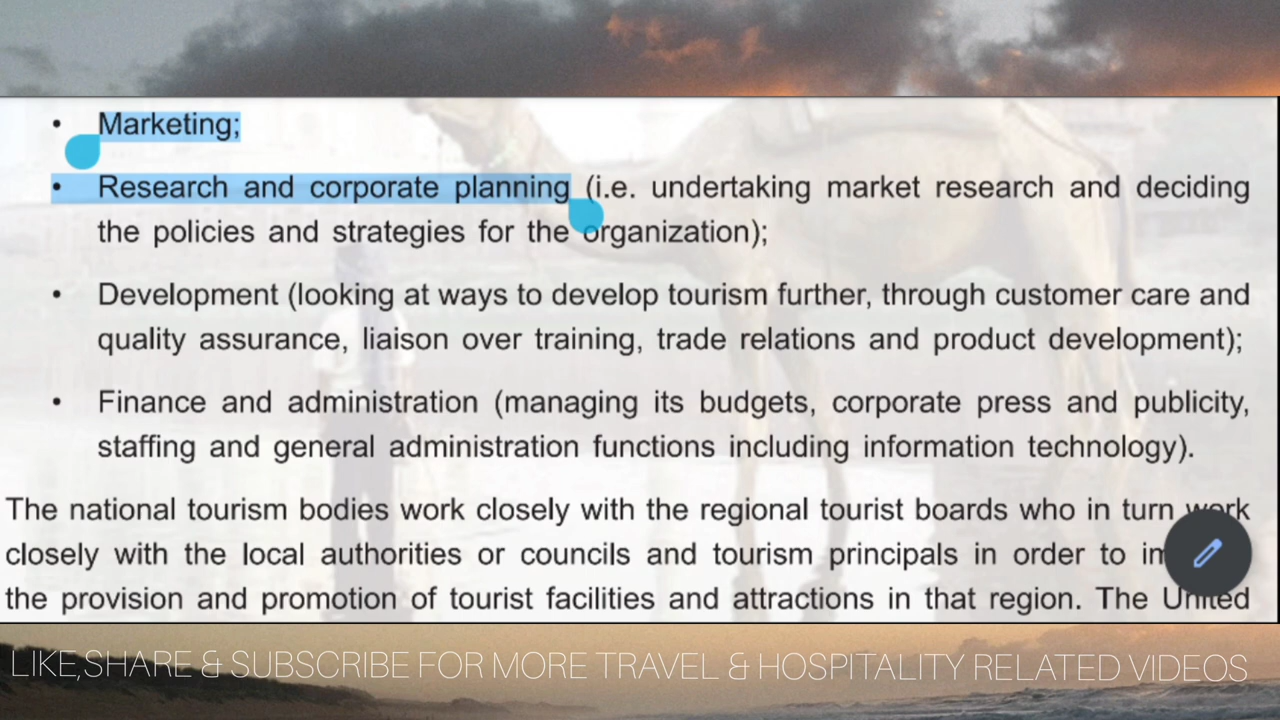 • Marketing;
• Research and corporate planning (i.e. undertaking market research and deciding
the policies and strategies for the organization);
• Development (looking at ways to develop tourism further, through customer care and
quality assurance, liaison over training, trade relations and product development);
• Finance and administration (managing its budgets, corporate press and publicity,
staffing and general administration functions including information technology).
The national tourism bodies work closely with the regional tourist boards who in turn work
closely with the local authorities or councils and tourism principals in order to
the provision and promotion of tourist facilities and attractions in that region. The United
LIKE,SHARE & SUBSCRIBE FOR MORE TRAVEL & HOSPITALITY RELATED VIDEOS